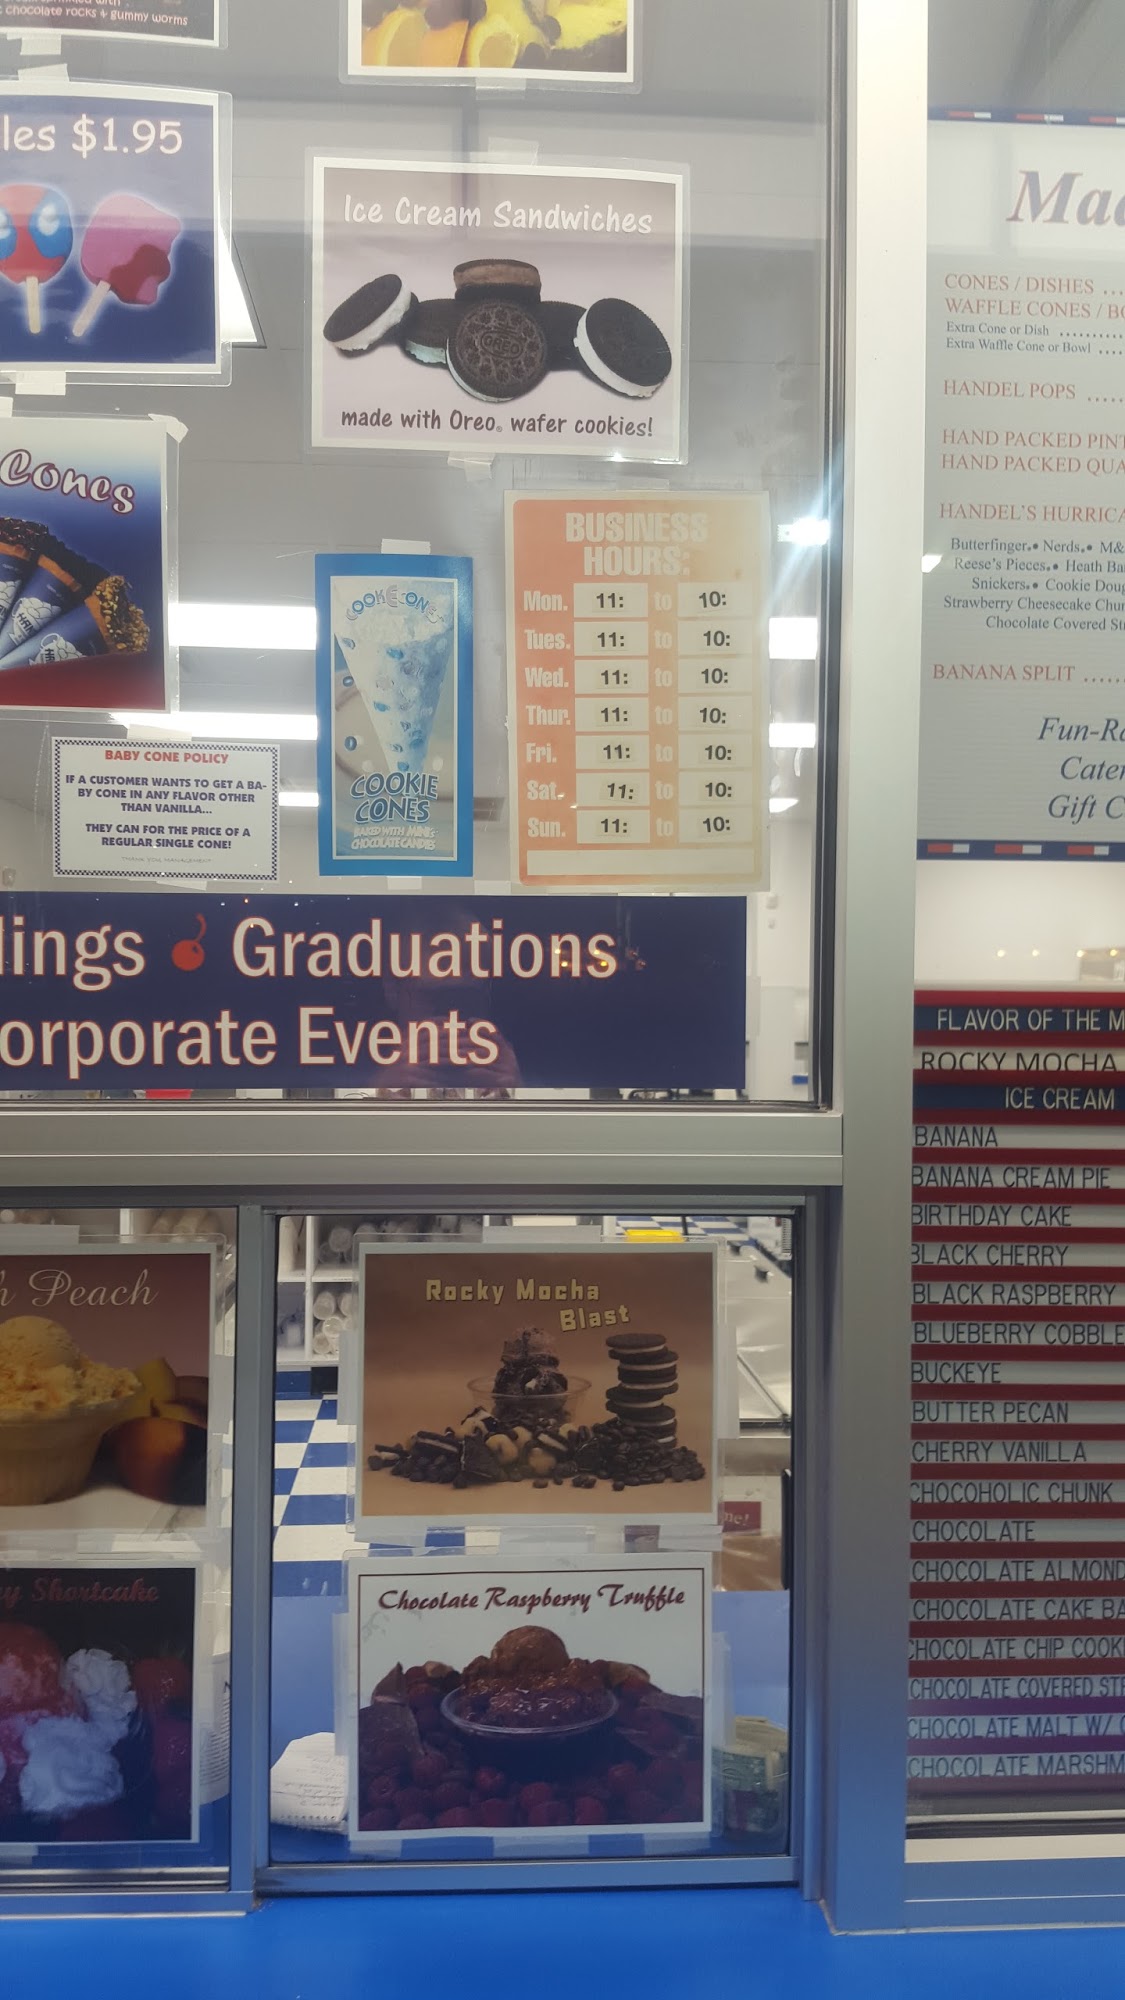 chocolate rocks & gummy worms
les $1.95
Ice Cream Sandwiches
OREO
made with Oreo® wafer cookies!
Cones
BUSINESS
HOURS:
Mon. 11: to 10:
Tues. 11: to 10:
Wed. 11: to 10:
Thur. 11: to 10:
Fri. 11: to 10:
Sat. 11: to 10:
Sun. 11: to 10:
COOKIE
CONES
BAKED WITH MINI
CHOCOLATE CANDIES
BABY CONE POLICY
IF A CUSTOMER WANTS TO GET A BA-
BY CONE IN ANY FLAVOR OTHER
THAN VANILLA...
THEY CAN FOR THE PRICE OF A
REGULAR SINGLE CONE!
THANK YOU MANAGEMENT
lings Graduations
orporate Events
h Peach
Rocky Mocha
Blast
y Shortcake
Chocolate Raspberry Truffle
me!
Mad
CONES / DISHES ...
WAFFLE CONES / BO
Extra Cone or Dish ..........
Extra Waffle Cone or Bowl ....
HANDEL POPS .....
HAND PACKED PINT
HAND PACKED QUA
HANDEL'S HURRICA
Butterfinger® • Nerds® • M&
Reese's Pieces® • Heath Ba
Snickers® • Cookie Doug
Strawberry Cheesecake Chun
Chocolate Covered St
BANANA SPLIT ......
Fun-Ro
Cater
Gift C
FLAVOR OF THE M
ROCKY MOCHA
ICE CREAM
BANANA
BANANA CREAM PIE
BIRTHDAY CAKE
BLACK CHERRY
BLACK RASPBERRY
BLUEBERRY COBBLE
BUCKEYE
BUTTER PECAN
CHERRY VANILLA
CHOCOHOLIC CHUNK
CHOCOLATE
CHOCOLATE ALMOND
CHOCOLATE CAKE BA
CHOCOLATE CHIP COOK
CHOCOLATE COVERED STR
CHOCOLATE MALT W/ C
CHOCOLATE MARSHM